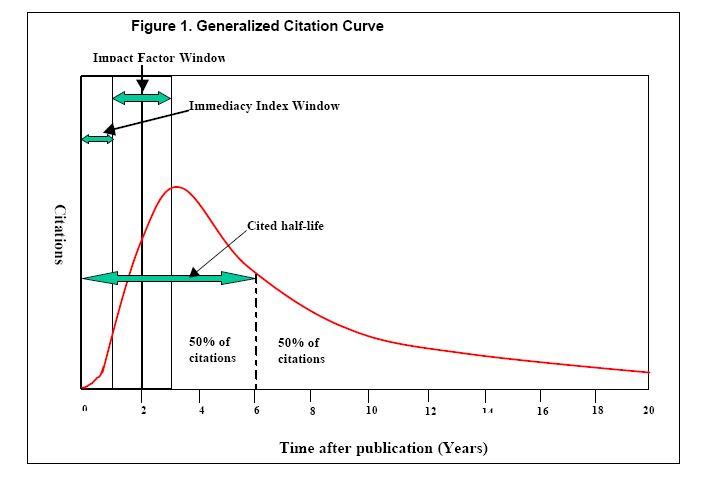 Figure 1. Generalized Citation Curve
Impact Factor Window
Immediacy Index Window
Citations
Cited half-life
50% of
citations
50% of
citations
0 2 4 6 8 10 12 14 16 18 20
Time after publication (Years)